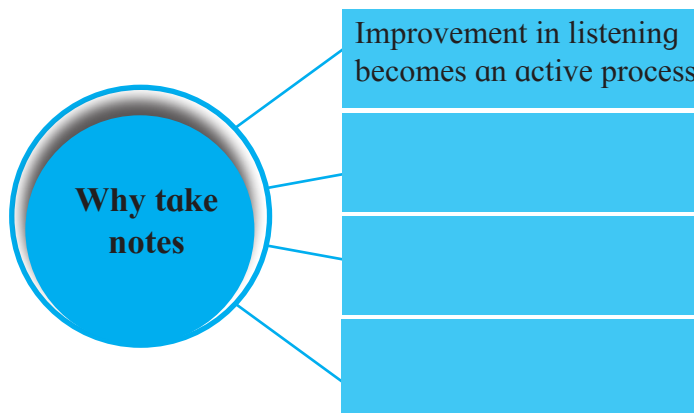 Improvement in listening
becomes an active process
Why take
notes